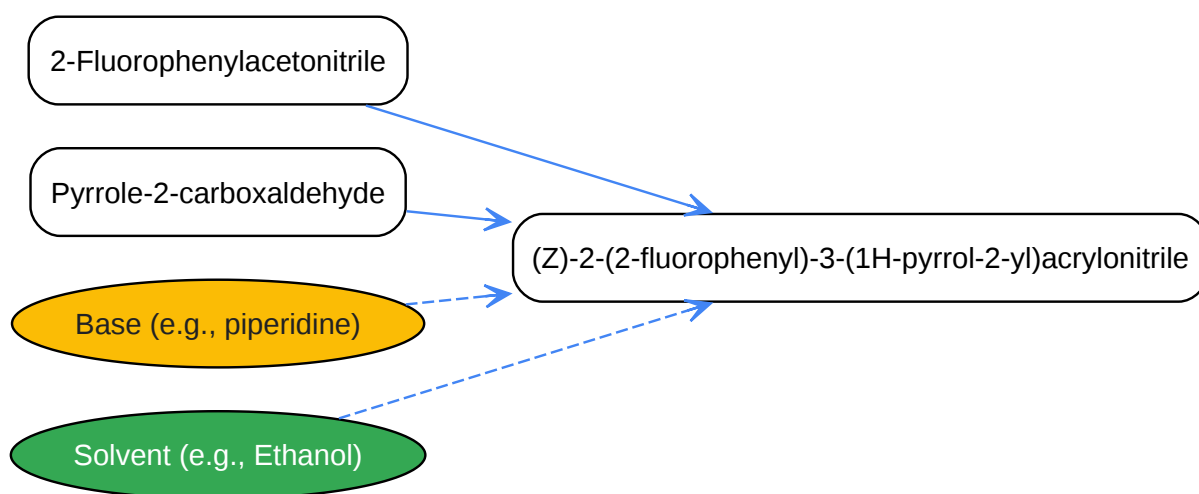 2-Fluorophenylacetonitrile
Pyrrole-2-carboxaldehyde
(Z)-2-(2-fluorophenyl)-3-(1H-pyrrol-2-yl)acrylonitrile
Base (e.g., piperidine)
Solvent (e.g., Ethanol)